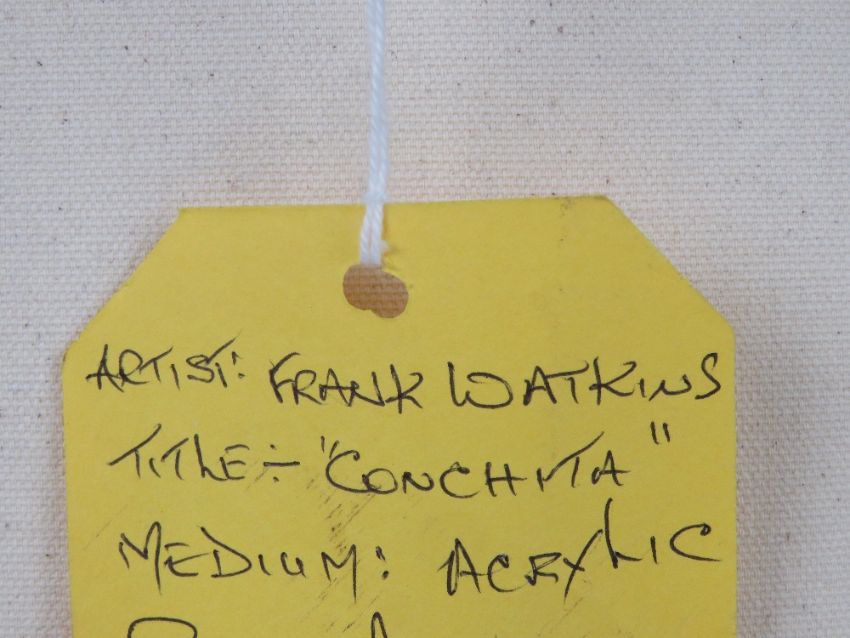 ARTIST: FRANK WATKINS
TITLE:- "CONCHITA"
MEDIUM: ACRYLIC